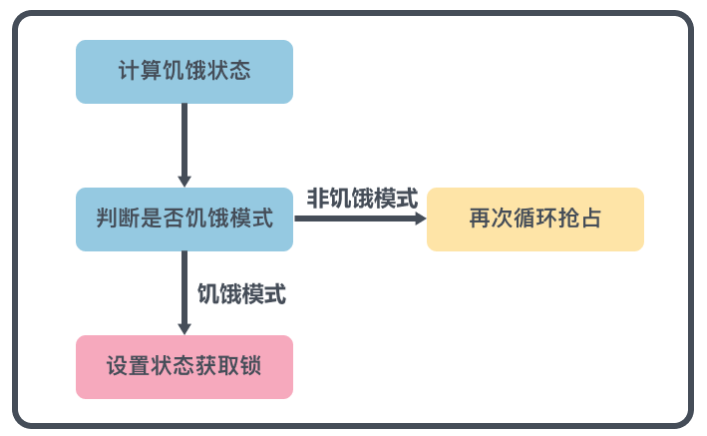 计算饥饿状态
判断是否饥饿模式
非饥饿模式
再次循环抢占
饥饿模式
设置状态获取锁